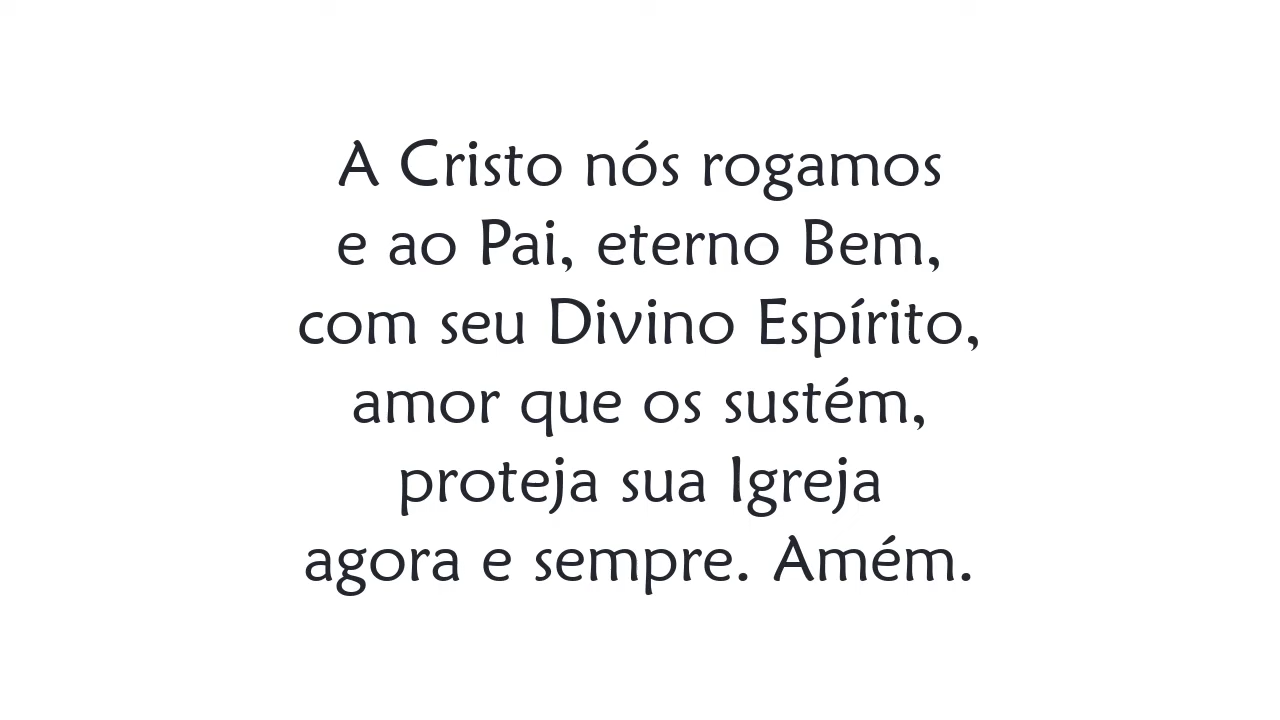 A Cristo nós rogamos
e ao Pai, eterno Bem,
com seu Divino Espírito,
amor que os sustém,
proteja sua Igreja
agora e sempre. Amém.